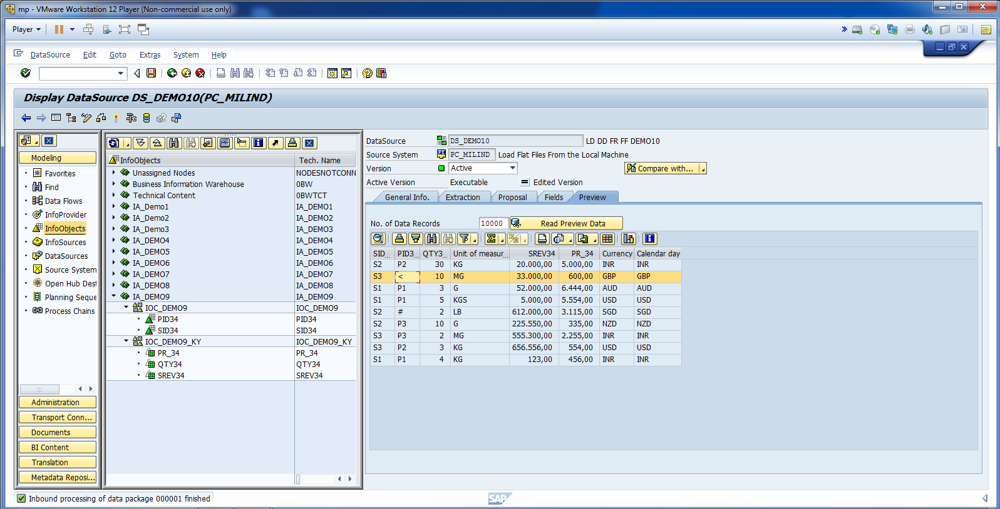 mp - VMware Workstation 12 Player (Non-commercial use only)
Player
DataSource Edit Goto Extras System Help
Display DataSource DS_DEMO10(PC_MILIND)
Modeling
Favorites
Find
Data Flows
InfoProvider
InfoObjects
InfoSources
DataSources
Source System
Open Hub Dest
Planning Seque
Process Chains
Administration
Transport Conn...
Documents
BI Content
Translation
Metadata Reposi...
InfoObjects Tech. Name
Unassigned Nodes NODESNOTCONN
Business Information Warehouse 0BW
Technical Content 0BWTCT
IA_Demo1 IA_DEMO1
IA_Demo2 IA_DEMO2
IA_Demo3 IA_DEMO3
IA_DEMO4 IA_DEMO4
IA_DEMO5 IA_DEMO5
IA_DEMO6 IA_DEMO6
IA_DEMO7 IA_DEMO7
IA_DEMO8 IA_DEMO8
IA_DEMO9 IA_DEMO9
IOC_DEMO9 IOC_DEMO9
PID34 PID34
SID34 SID34
IOC_DEMO9_KY IOC_DEMO9_KY
PR_34 PR_34
QTY34 QTY34
SREV34 SREV34
DataSource DS_DEMO10 LD DD FR FF DEMO10
Source System PC_MILIND Load Flat Files From the Local Machine
Version Active Compare with...
Active Version Executable = Edited Version
General Info. Extraction Proposal Fields Preview
No. of Data Records 10000 Read Preview Data
SID... PID3... QTY3... Unit of measur... SREV34 PR_34 Currency Calendar day
S2 P2 30 KG 20.000,00 5.000,00 INR INR
S3 < 10 MG 33.000,00 600,00 GBP GBP
S1 P1 3 G 52.000,00 6.444,00 AUD AUD
S1 P1 5 KGS 5.000,00 5.554,00 USD USD
S2 # 2 LB 612.000,00 3.115,00 SGD SGD
S2 P3 10 G 225.550,00 335,00 NZD NZD
S3 P3 2 MG 555.300,00 2.255,00 INR INR
S3 P2 3 KG 656.556,00 554,00 USD USD
S1 P1 4 KG 123,00 456,00 INR INR
Inbound processing of data package 000001 finished
SAP